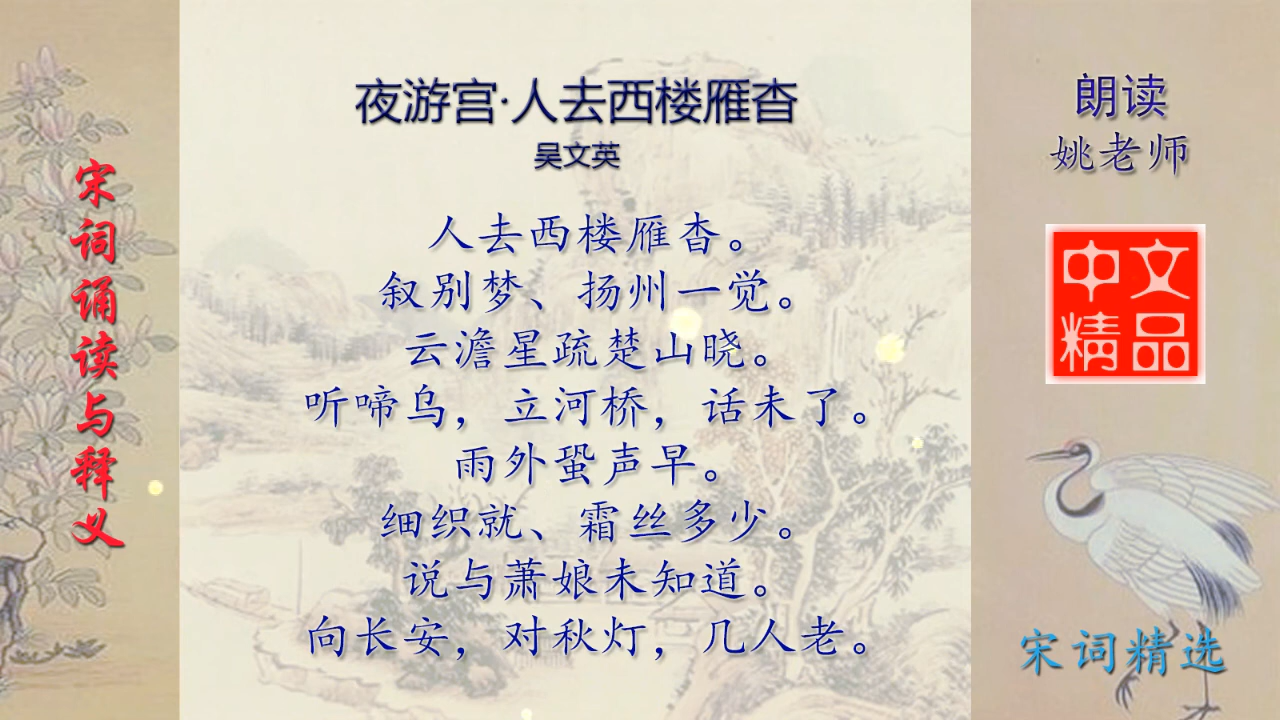 宋词诵读与释义
夜游宫·人去西楼雁杳
吴文英
人去西楼雁杳。
叙别梦、扬州一觉。
云澹星疏楚山晓。
听啼乌，立河桥，话未了。
雨外蛩声早。
细织就、霜丝多少。
说与萧娘未知道。
向长安，对秋灯，几人老。
朗读
姚老师
中文
精品
宋词精选